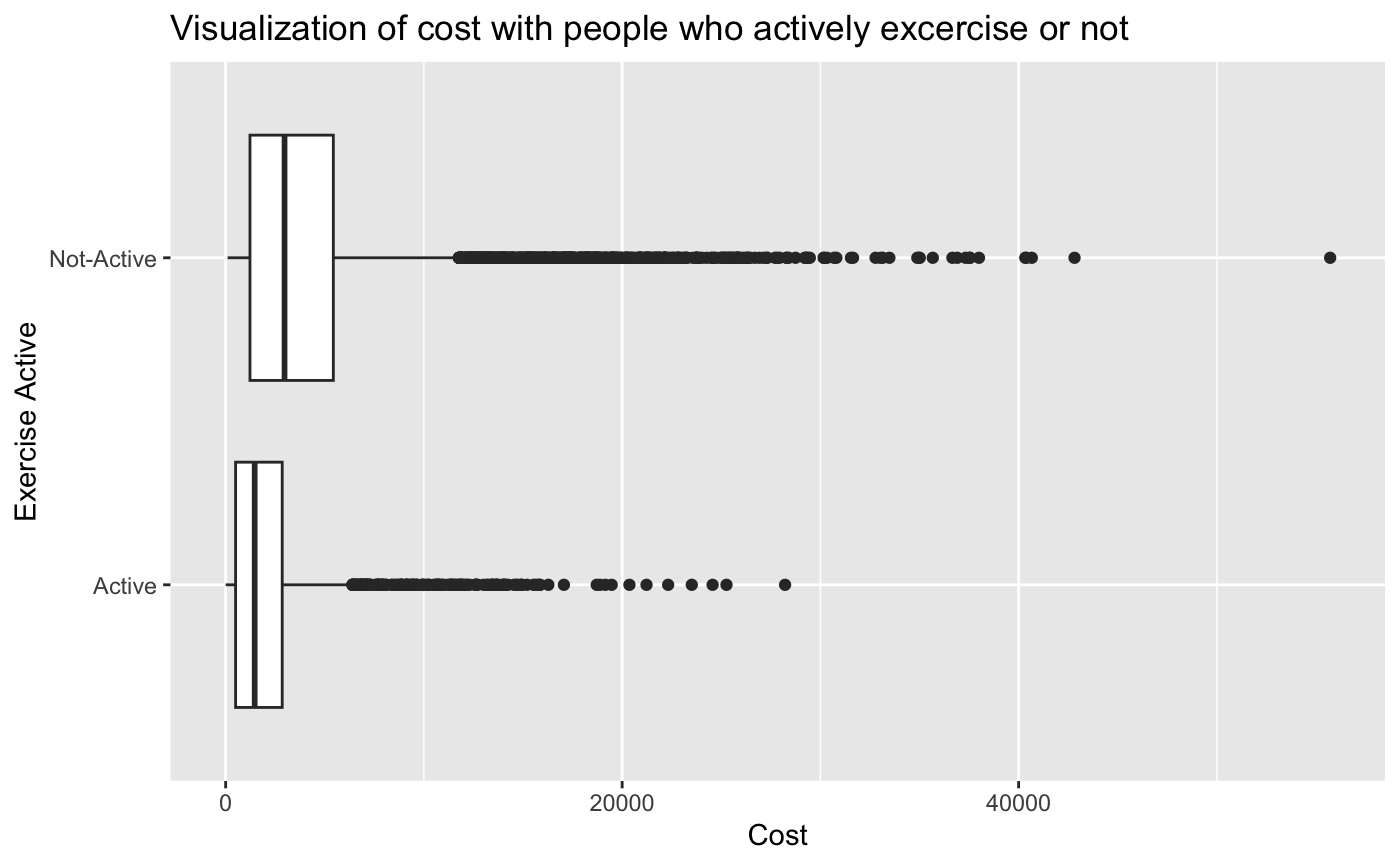 Visualization of cost with people who actively excercise or not
Not-Active
Exercise Active
Active
0
20000
40000
Cost